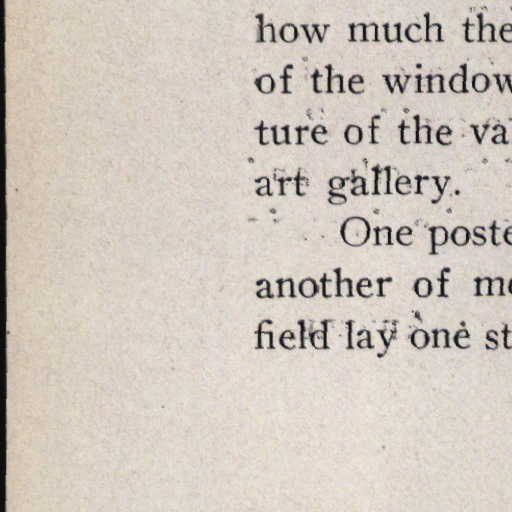 how much the
of the window
ture of the va
art gallery.
One poste
another of m
field lay one st